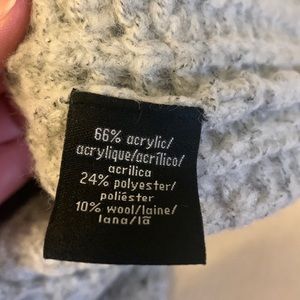 66% acrylic/
acrylique/acrílico/
acrilica
24% polyester/
poliéster
10% wool/laine/
lana/lã